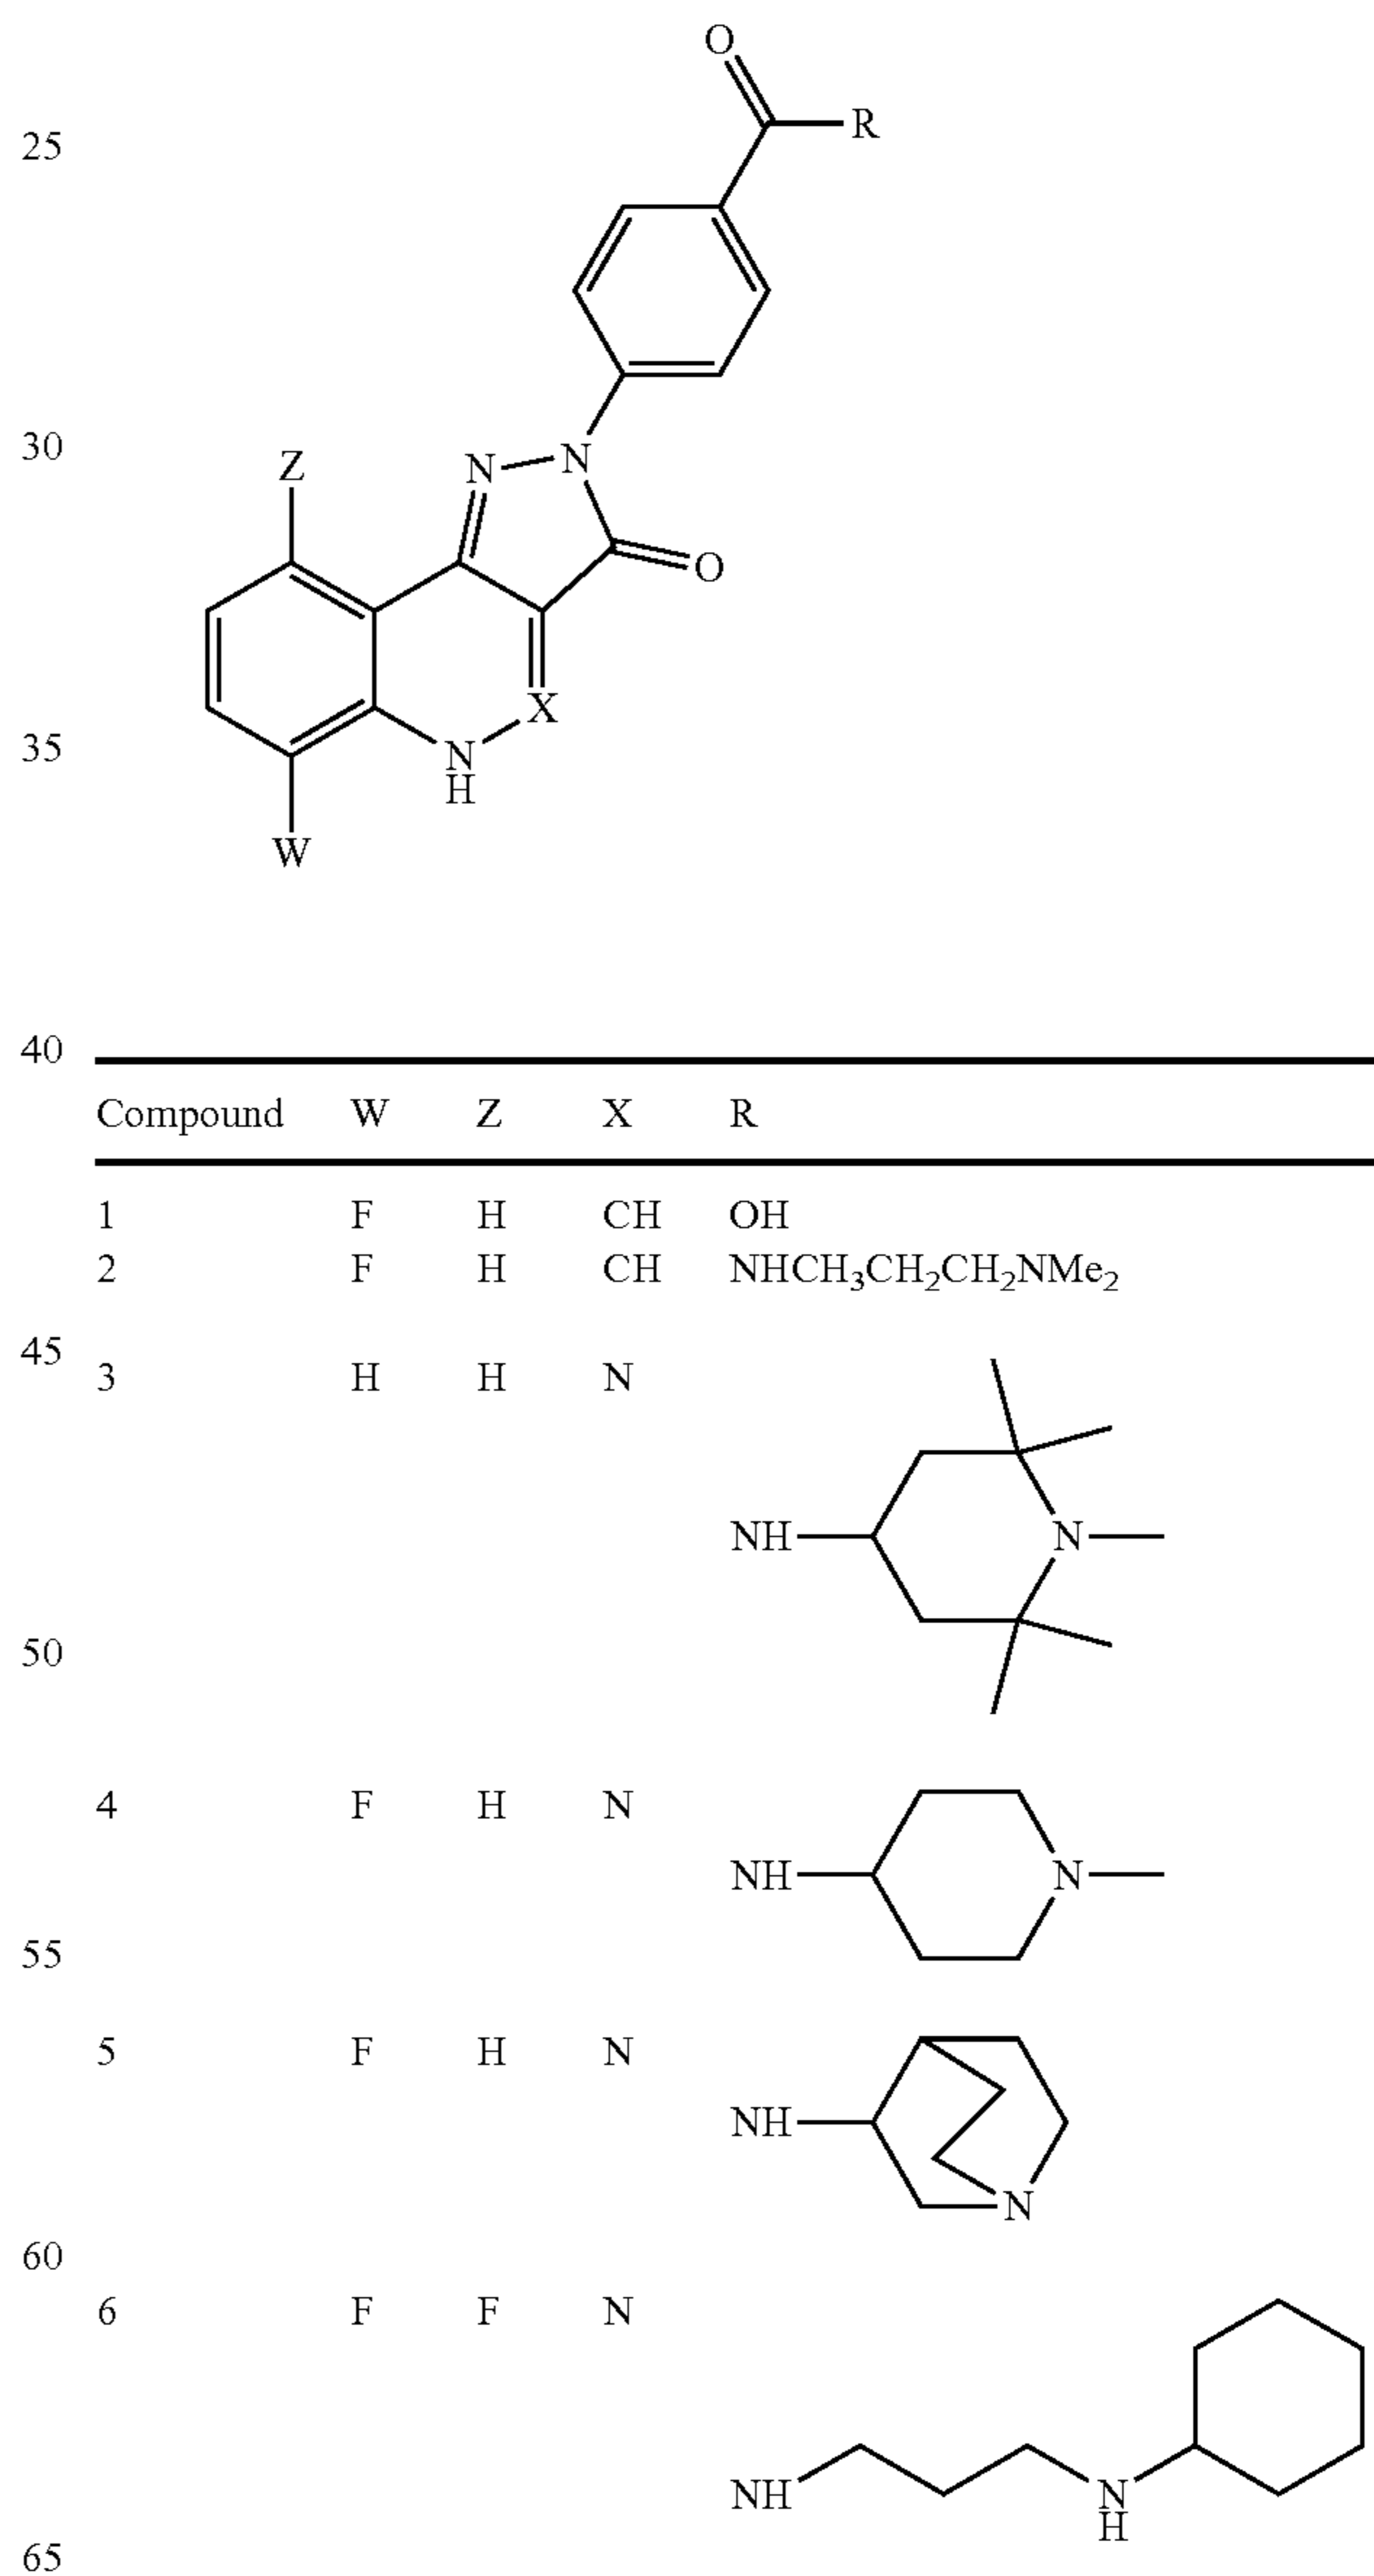 O
25
R
30
N N
Z
O
35
X
N
H
W
40
Compound W Z X R
1 F H CH OH
2 F H CH NHCH₃CH₂CH₂NMe₂
45
3 H H N
NH N
50
4 F H N
NH N
55
5 F H N
NH
N
60
6 F F N
NH N
H
65